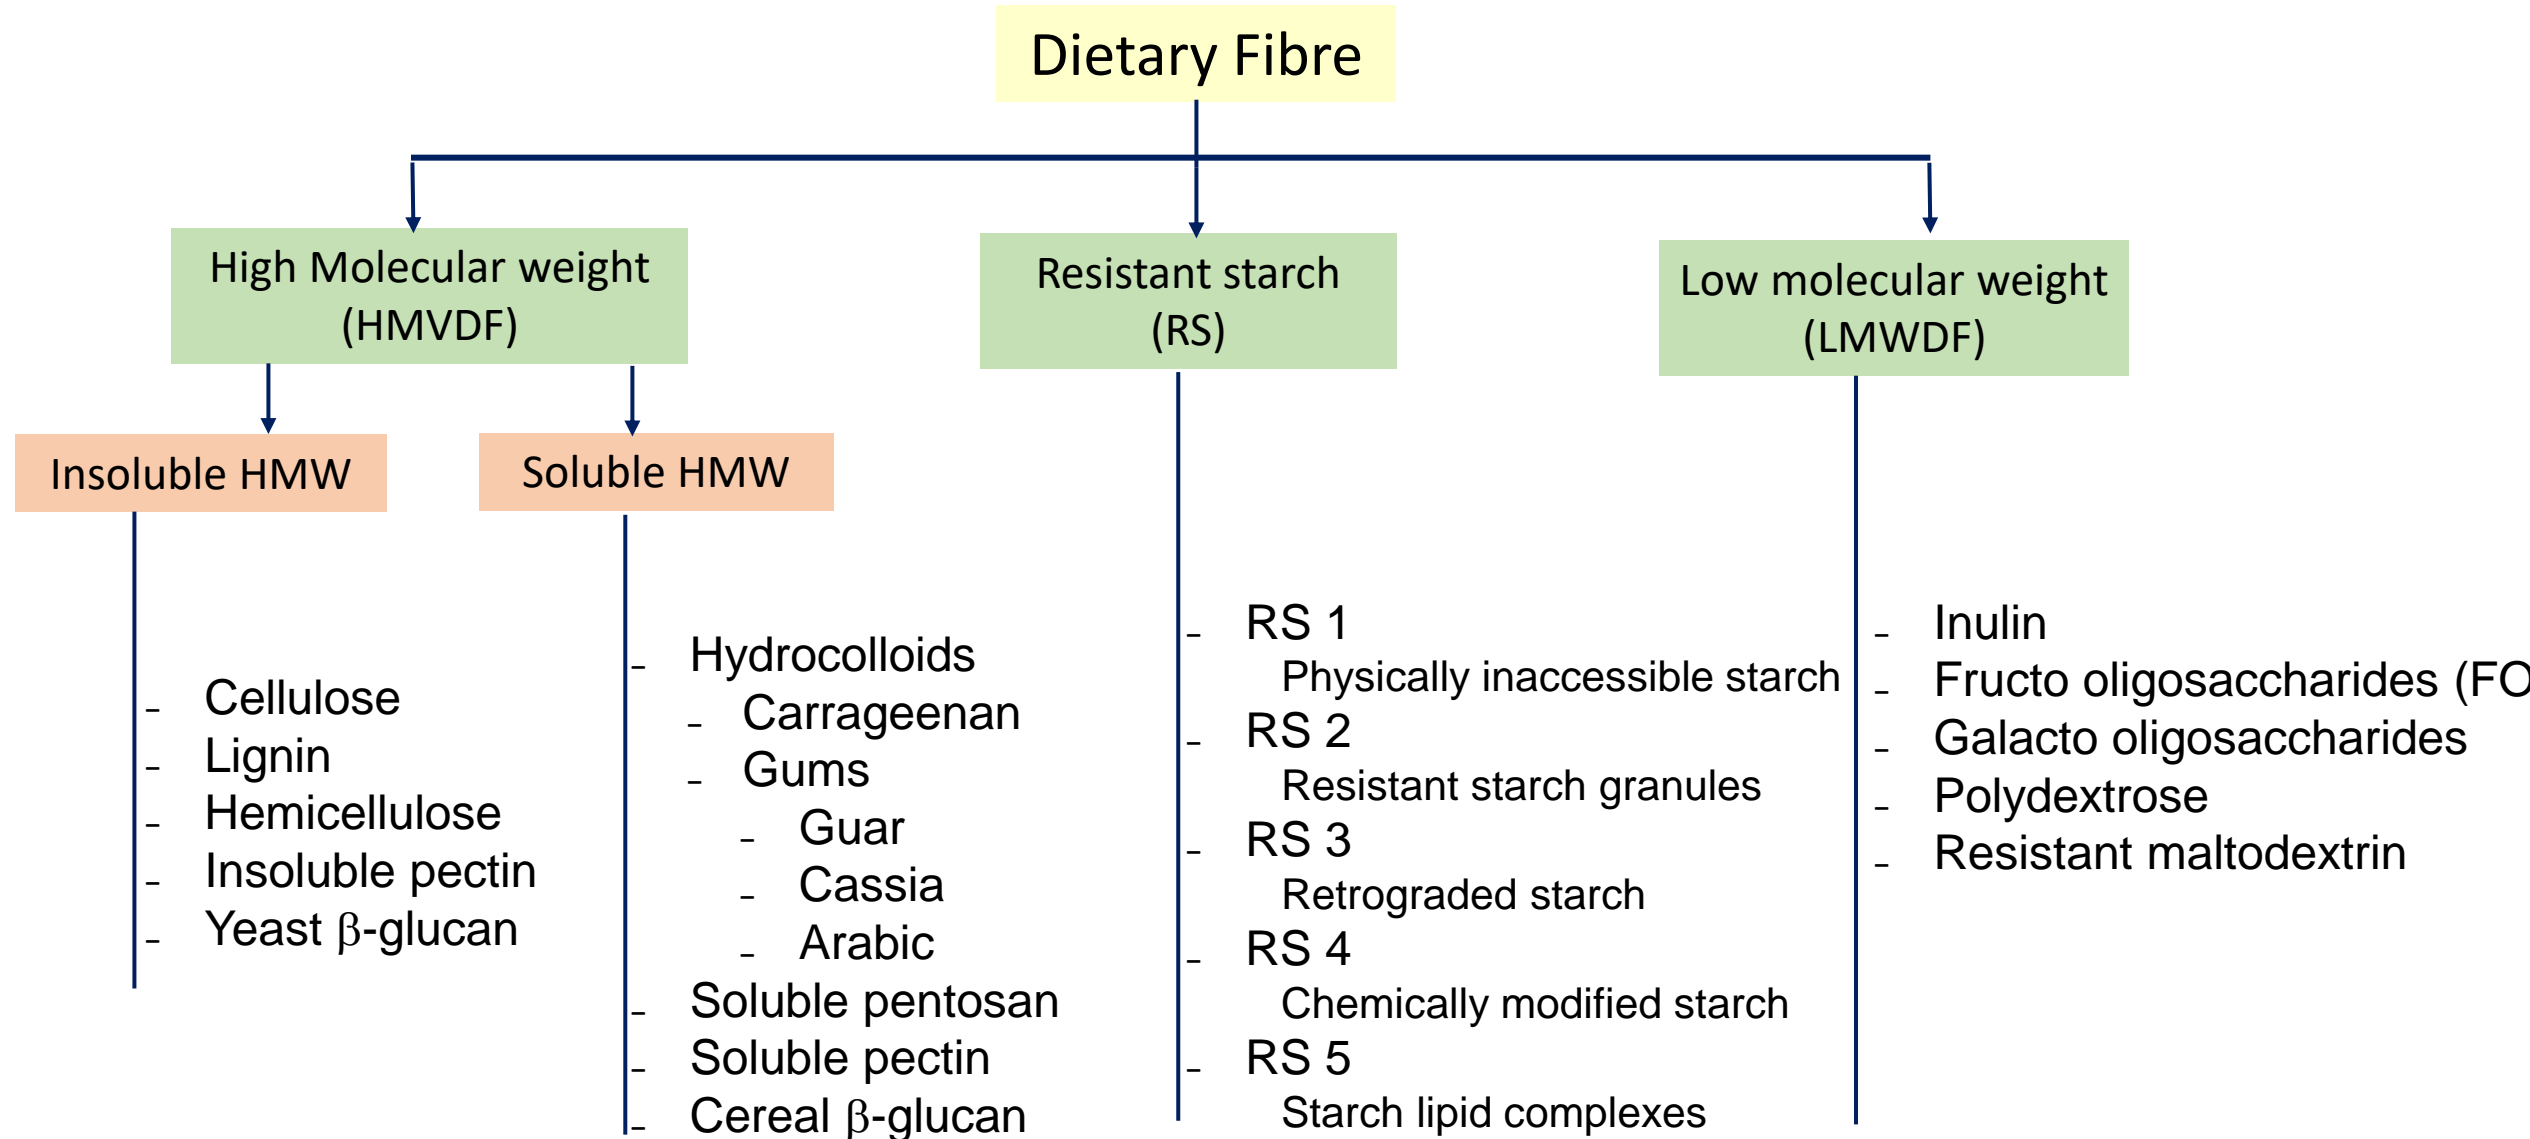 Dietary Fibre
High Molecular weight
(HMVDF)
Resistant starch
(RS)
Low molecular weight
(LMWDF)
Insoluble HMW
Soluble HMW
- Cellulose
- Lignin
- Hemicellulose
- Insoluble pectin
- Yeast β-glucan
- Hydrocolloids
- Carrageenan
- Gums
- Guar
- Cassia
- Arabic
- Soluble pentosan
- Soluble pectin
- Cereal β-glucan
- RS 1
Physically inaccessible starch
- RS 2
Resistant starch granules
- RS 3
Retrograded starch
- RS 4
Chemically modified starch
- RS 5
Starch lipid complexes
- Inulin
- Fructo oligosaccharides (FO
- Galacto oligosaccharides
- Polydextrose
- Resistant maltodextrin